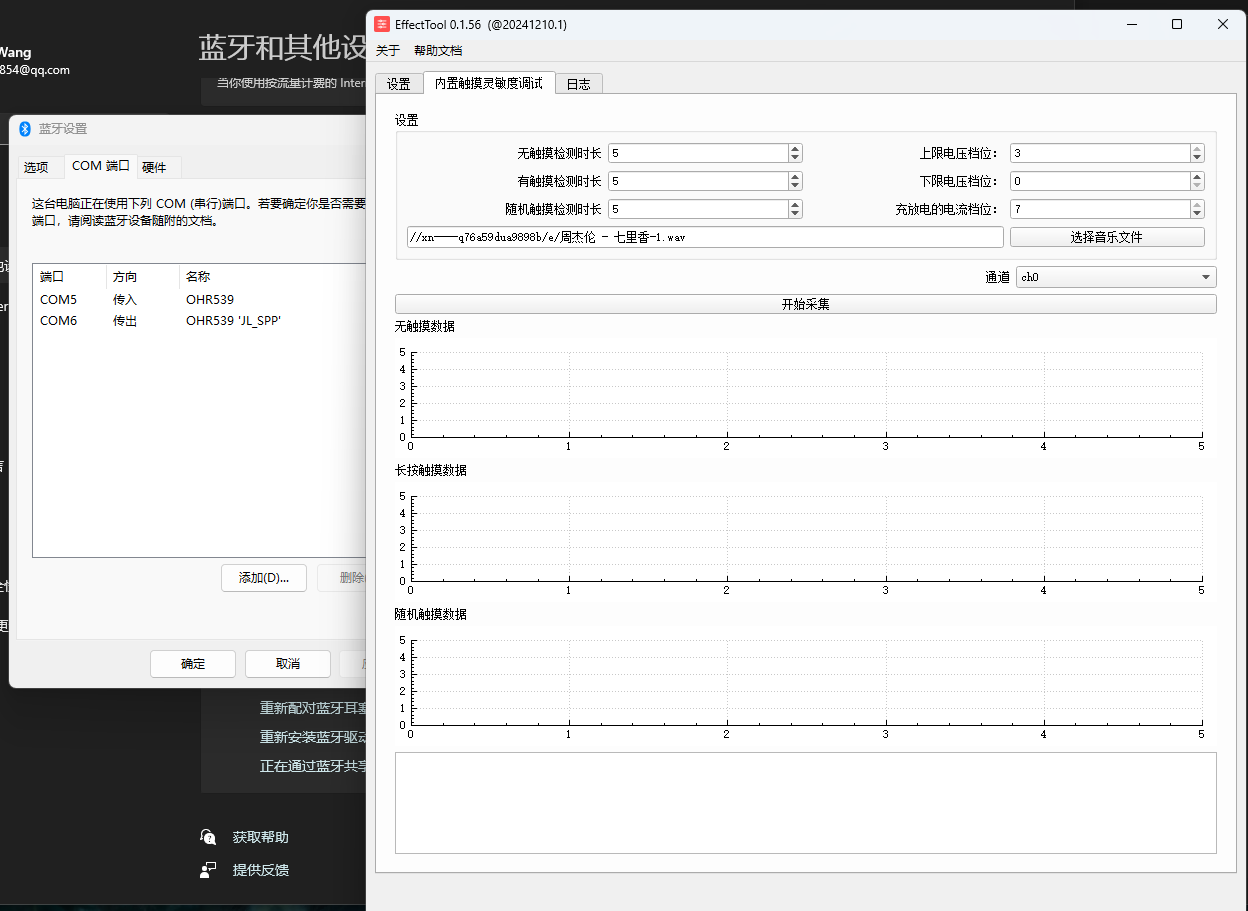 Wang
854@qq.com
蓝牙和其他设
当你使用按流量计费的 Inter
蓝牙设置
选项
COM 端口
硬件
这台电脑正在使用下列 COM (串行)端口。若要确定你是否需要
端口，请阅读蓝牙设备随附的文档。
端口 方向 名称
COM5 传入 OHR539
COM6 传出 OHR539 'JL_SPP'
添加(D)...
删除
确定
取消
重新配对蓝牙耳塞
重新安装蓝牙驱动
正在通过蓝牙共享
获取帮助
提供反馈
EffectTool 0.1.56 (@20241210.1)
关于 帮助文档
设置 内置触摸灵敏度调试 日志
设置
无触摸检测时长 5 上限电压档位： 3
有触摸检测时长 5 下限电压档位： 0
随机触摸检测时长 5 充放电的电流档位： 7
//xn----q76a59dua9898b/e/周杰伦 - 七里香-1.wav 选择音乐文件
通道 ch0
开始采集
无触摸数据
5
4
3
2
1
0
0 1 2 3 4 5
长按触摸数据
5
4
3
2
1
0
0 1 2 3 4 5
随机触摸数据
5
4
3
2
1
0
0 1 2 3 4 5